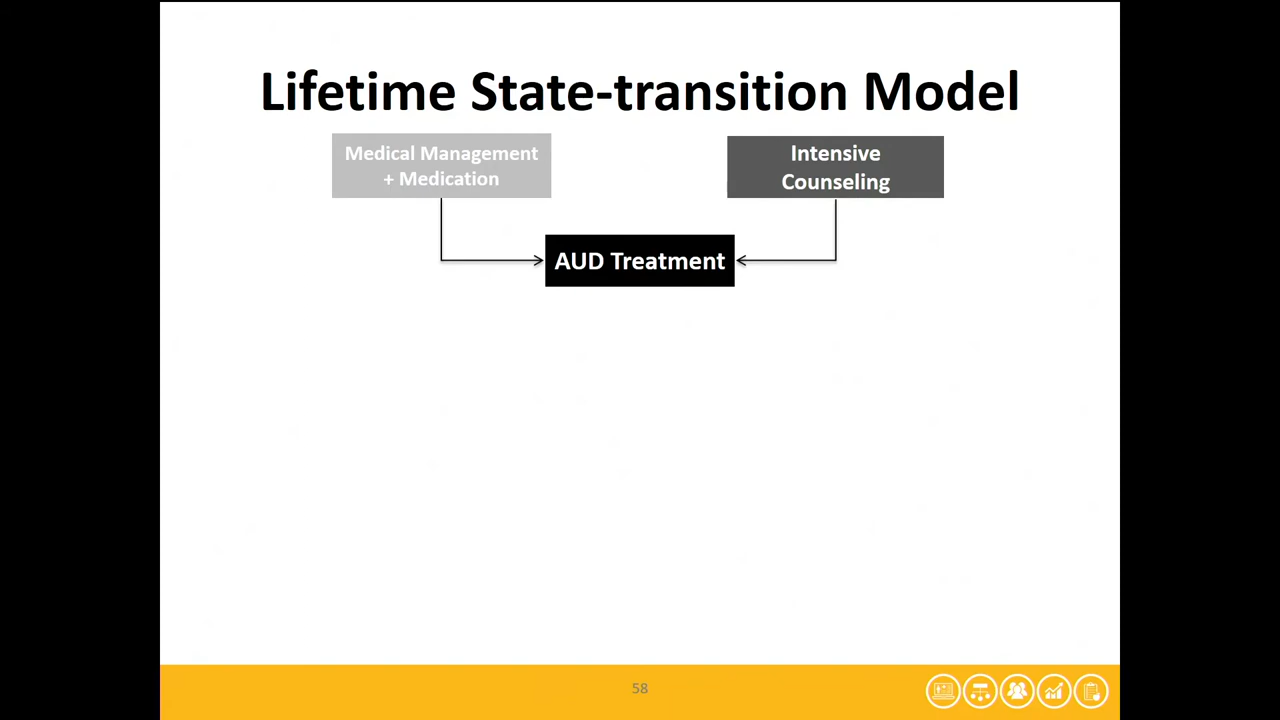 Lifetime State-transition Model
Medical Management
+ Medication
Intensive
Counseling
AUD Treatment
58